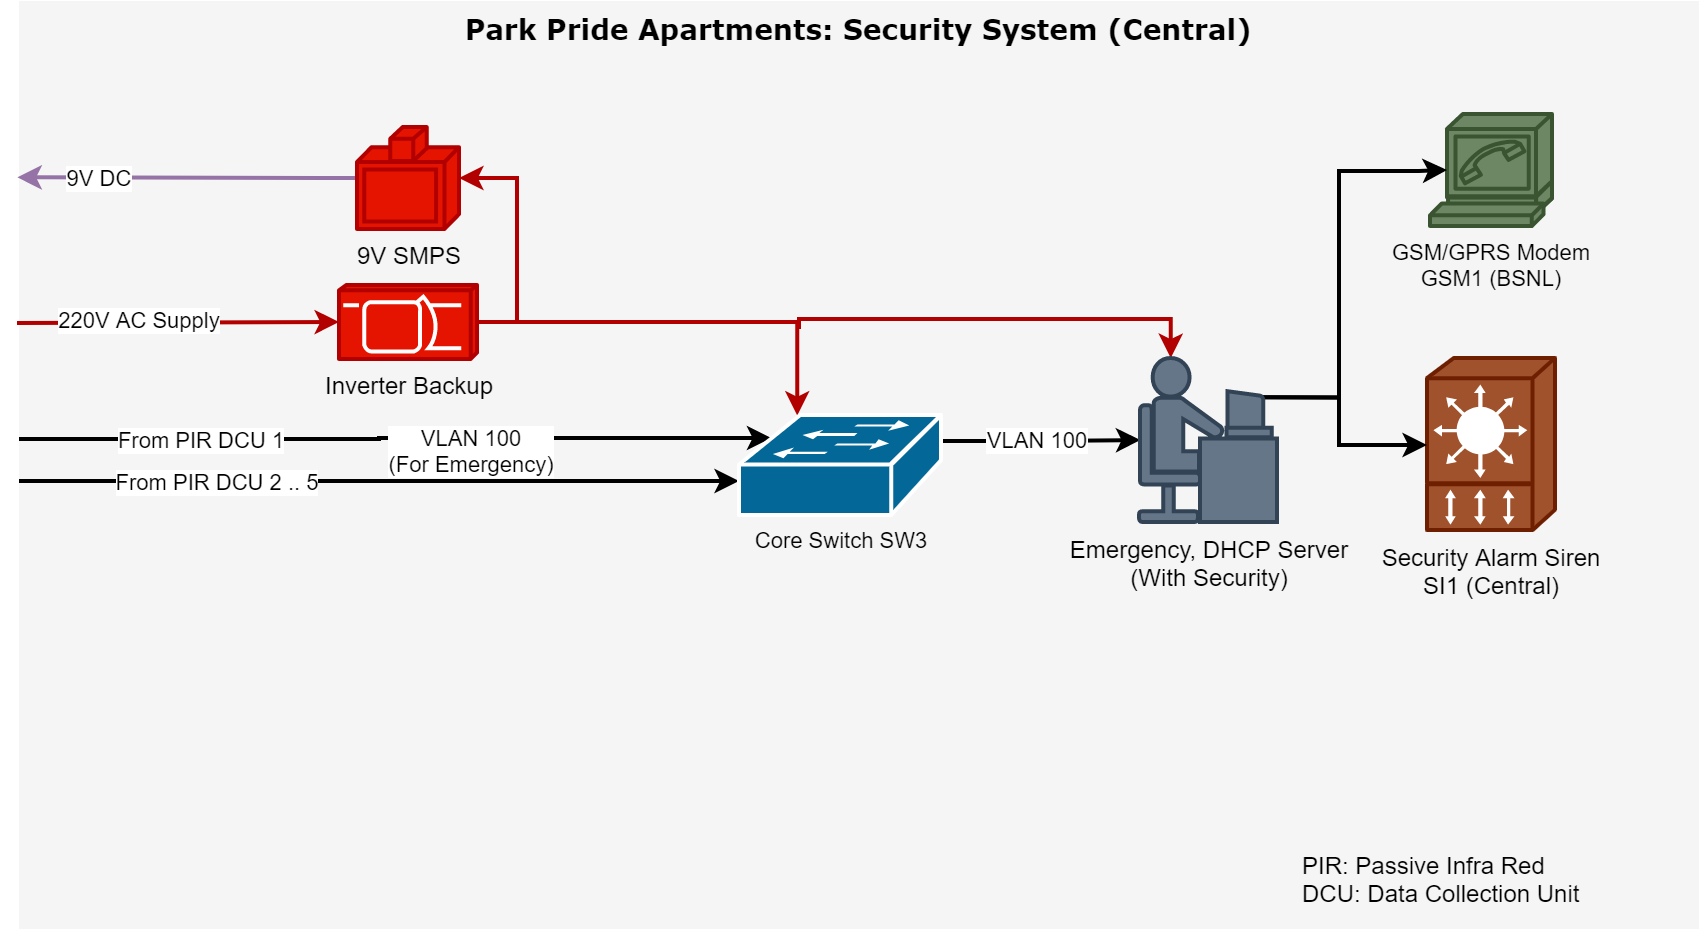 Park Pride Apartments: Security System (Central)
9V DC
9V SMPS
GSM/GPRS Modem
GSM1 (BSNL)
220V AC Supply
Inverter Backup
From PIR DCU 1
VLAN 100
(For Emergency)
VLAN 100
From PIR DCU 2 .. 5
Core Switch SW3
Emergency, DHCP Server
(With Security)
Security Alarm Siren
SI1 (Central)
PIR: Passive Infra Red
DCU: Data Collection Unit